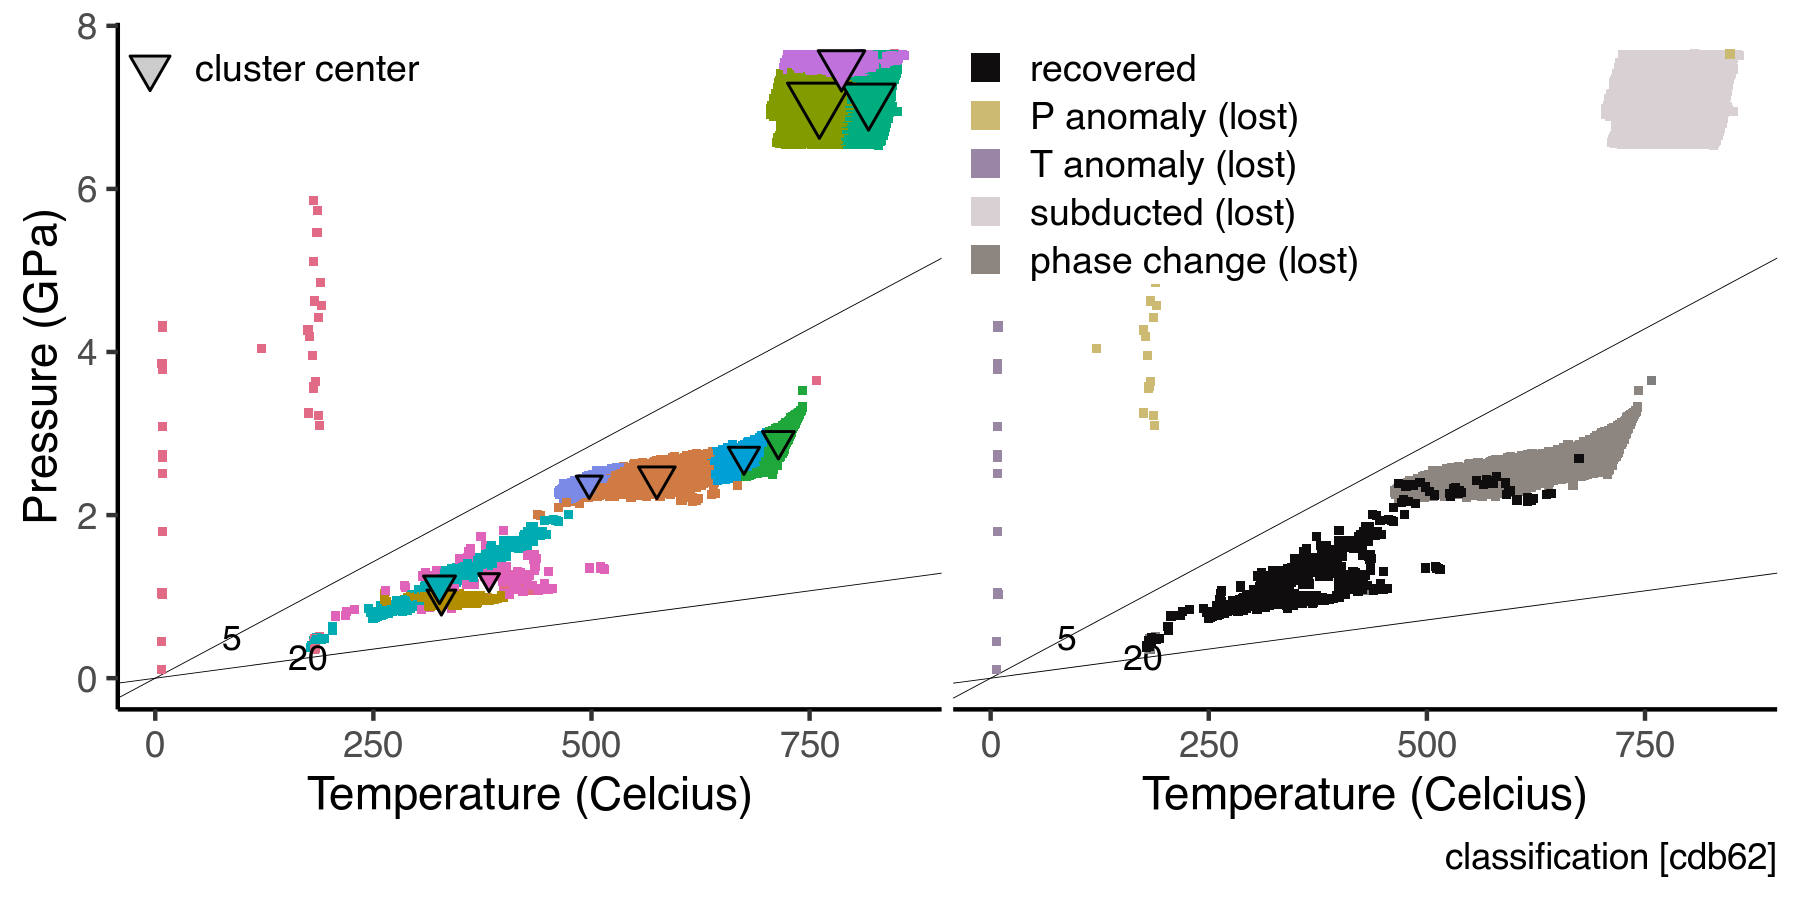 cluster center
recovered
P anomaly (lost)
T anomaly (lost)
subducted (lost)
phase change (lost)
Pressure (GPa)
8
6
4
2
0
5
20
5
20
0
250
500
750
0
250
500
750
Temperature (Celcius)
Temperature (Celcius)
classification [cdb62]